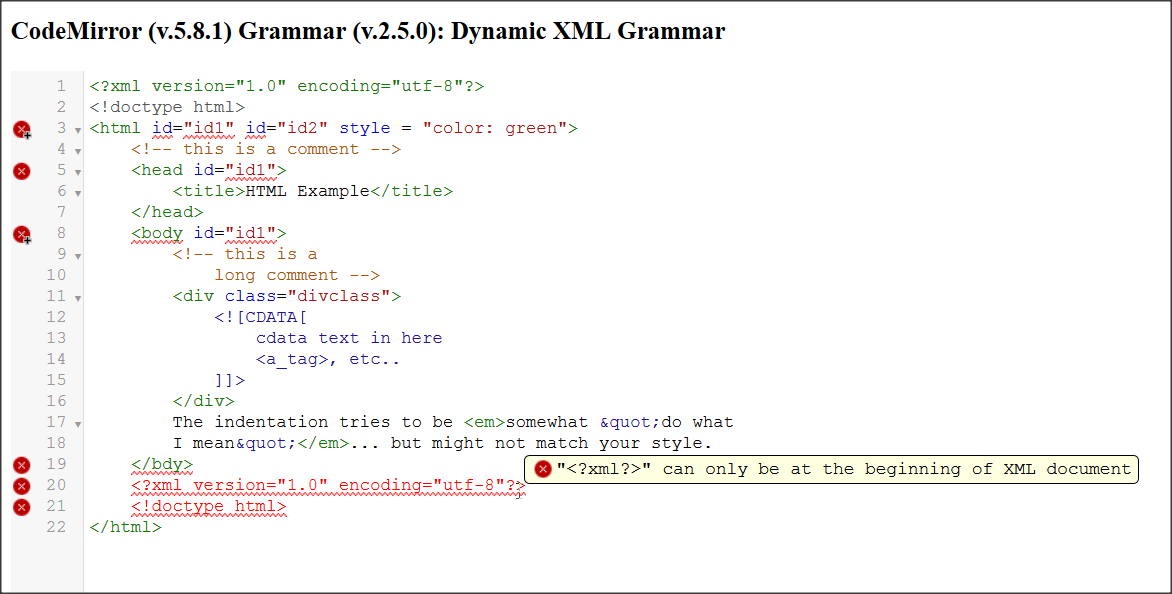 CodeMirror (v.5.8.1) Grammar (v.2.5.0): Dynamic XML Grammar
1 <?xml version="1.0" encoding="utf-8"?>
2 <!doctype html>
3 <html id="id1" id="id2" style = "color: green">
4 <!-- this is a comment -->
5 <head id="id1">
6 <title>HTML Example</title>
7 </head>
8 <body id="id1">
9 <!-- this is a
10 long comment -->
11 <div class="divclass">
12 <![CDATA[
13 cdata text in here
14 <a_tag>, etc..
15 ]]>
16 </div>
17 The indentation tries to be <em>somewhat &quot;do what
18 I mean&quot;</em>... but might not match your style.
19 </bdy>
"<?xml?>" can only be at the beginning of XML document
20 <?xml version="1.0" encoding="utf-8"?>
21 <!doctype html>
22 </html>